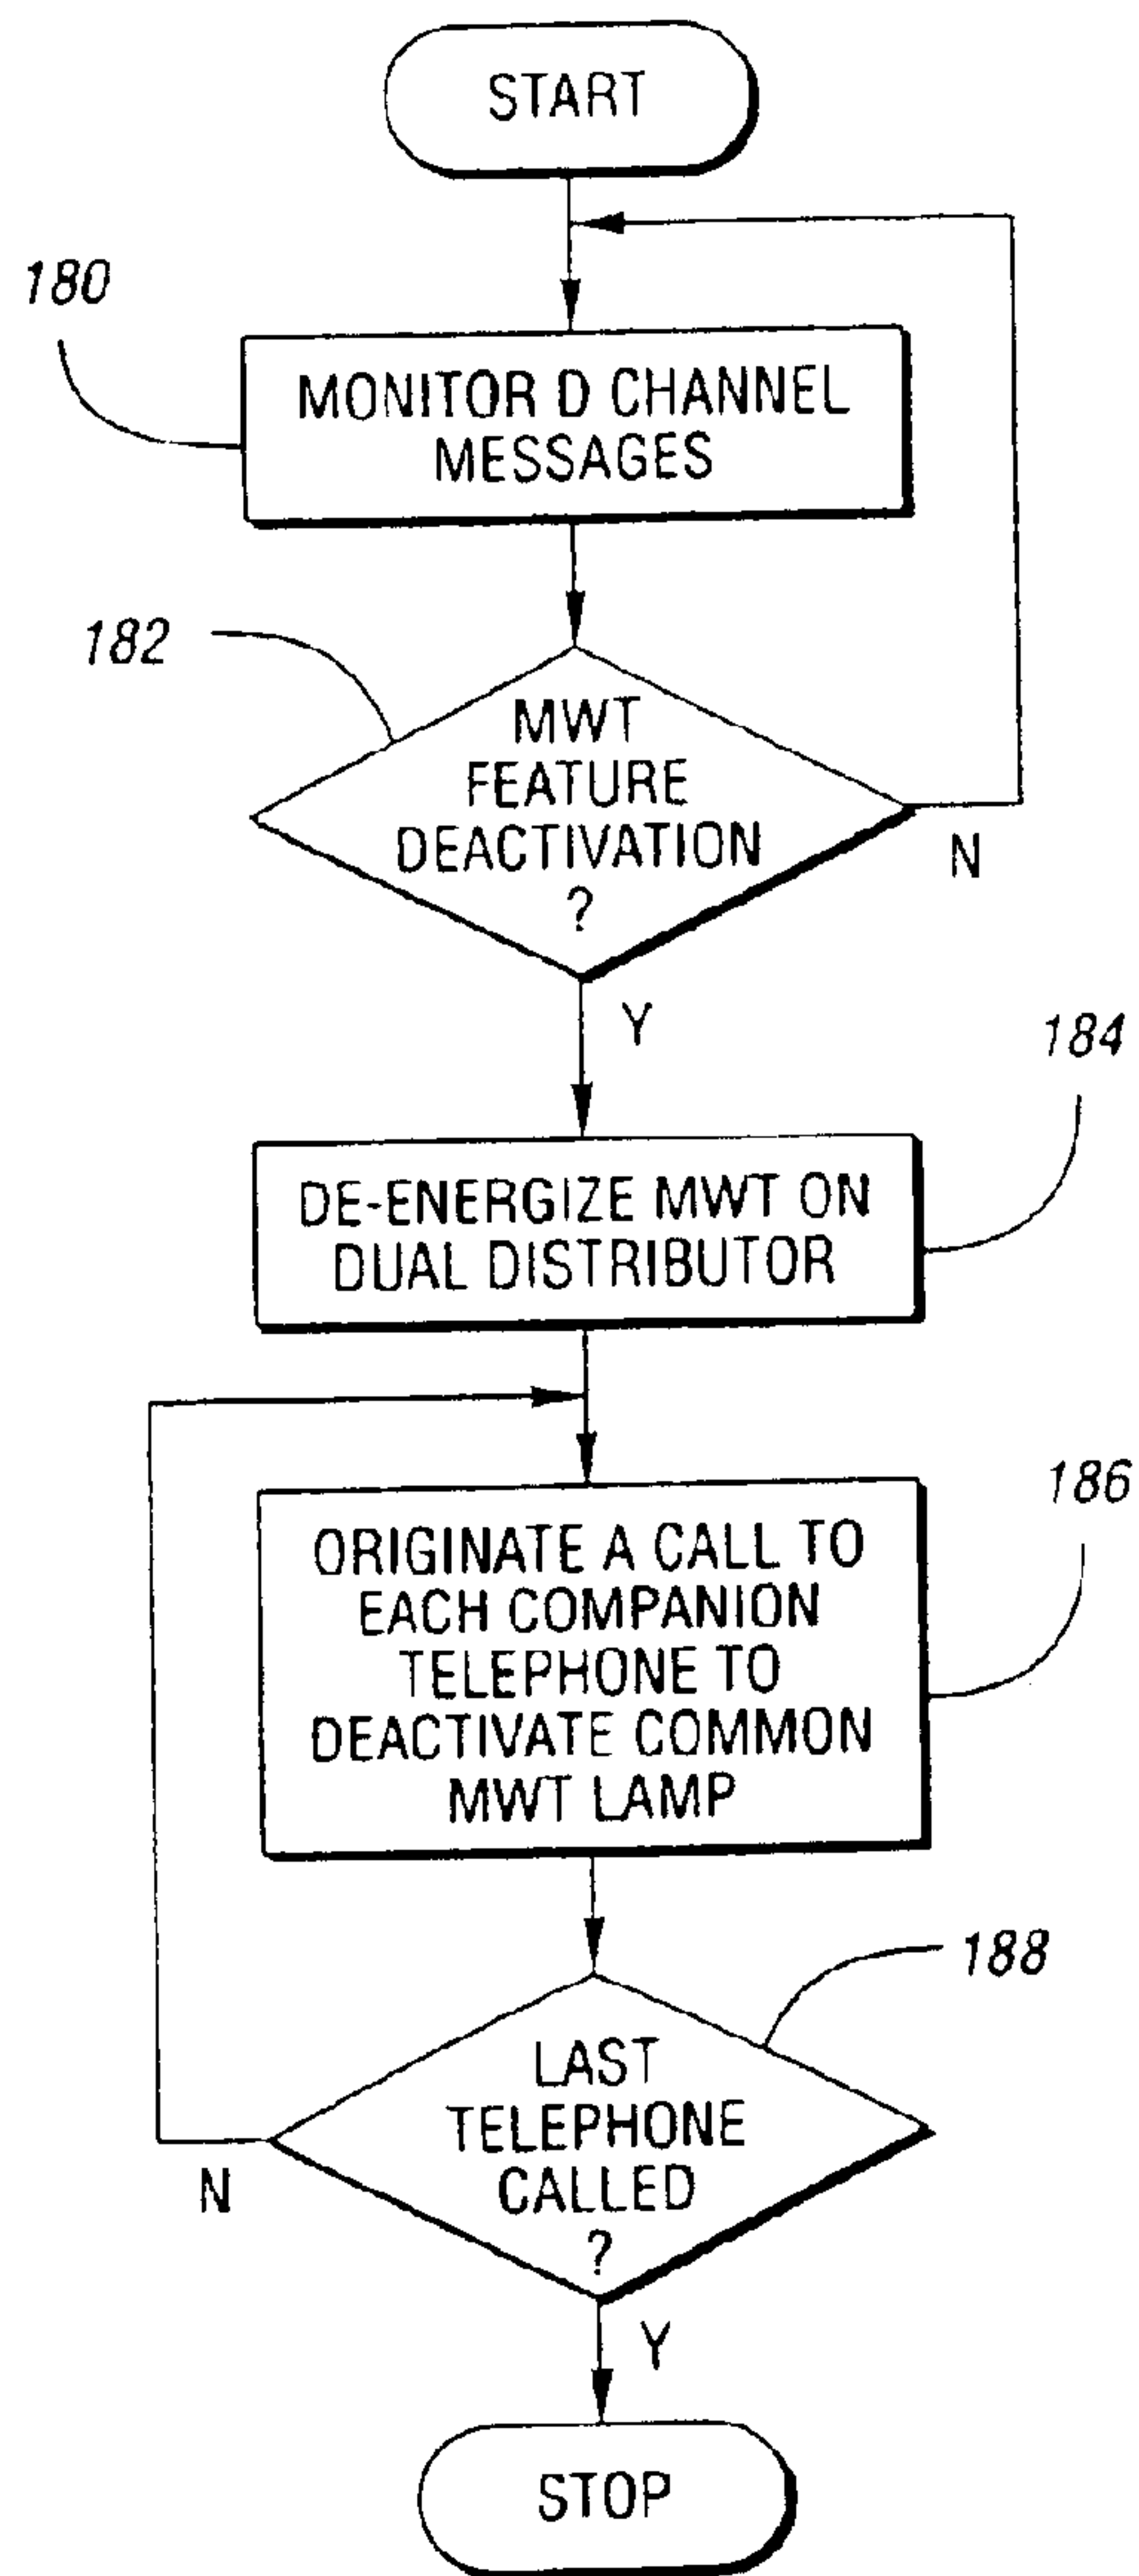 START
180
MONITOR D CHANNEL
MESSAGES
182
MWT
FEATURE
DEACTIVATION
?
N
Y
184
DE-ENERGIZE MWT ON
DUAL DISTRIBUTOR
186
ORIGINATE A CALL TO
EACH COMPANION
TELEPHONE TO
DEACTIVATE COMMON
MWT LAMP
188
LAST
TELEPHONE
CALLED
?
N
Y
STOP